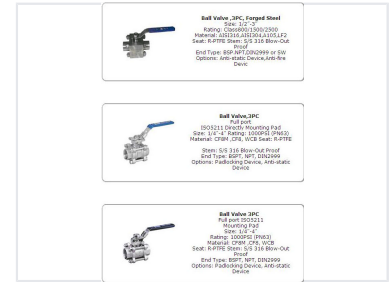 Ball Valve ,3PC, Forged Steel
Size: 1/2"-3"
Rating: Class800/1500/2500
Material: AISI316,AISI304,A105,LF2
Seat: R-PTFE Stem: S/S 316 Blow-Out
Proof
End Type: BSP,NPT,DIN2999 or SW
Options: Anti-static Device,Anti-fire
Devic
Ball Valve,3PC
Full port
ISO5211 Directly Mounting Pad
Size: 1/4"-4" Rating: 1000PSI (PN63)
Material: CF8M ,CF8, WCB Seat: R-PTFE
Stem: S/S 316 Blow-Out Proof
End Type: BSPT, NPT, DIN2999
Options: Padlocking Device, Anti-static
Device
Ball Valve 3PC
Full port ISO5211
Mounting Pad
Size: 1/4"-4"
Rating: 1000PSI (PN63)
Material: CF8M ,CF8, WCB
Seat: R-PTFE Stem: S/S 316 Blow-Out
Proof
End Type: BSPT, NPT, DIN2999
Options: Padlocking Device, Anti-static
Device